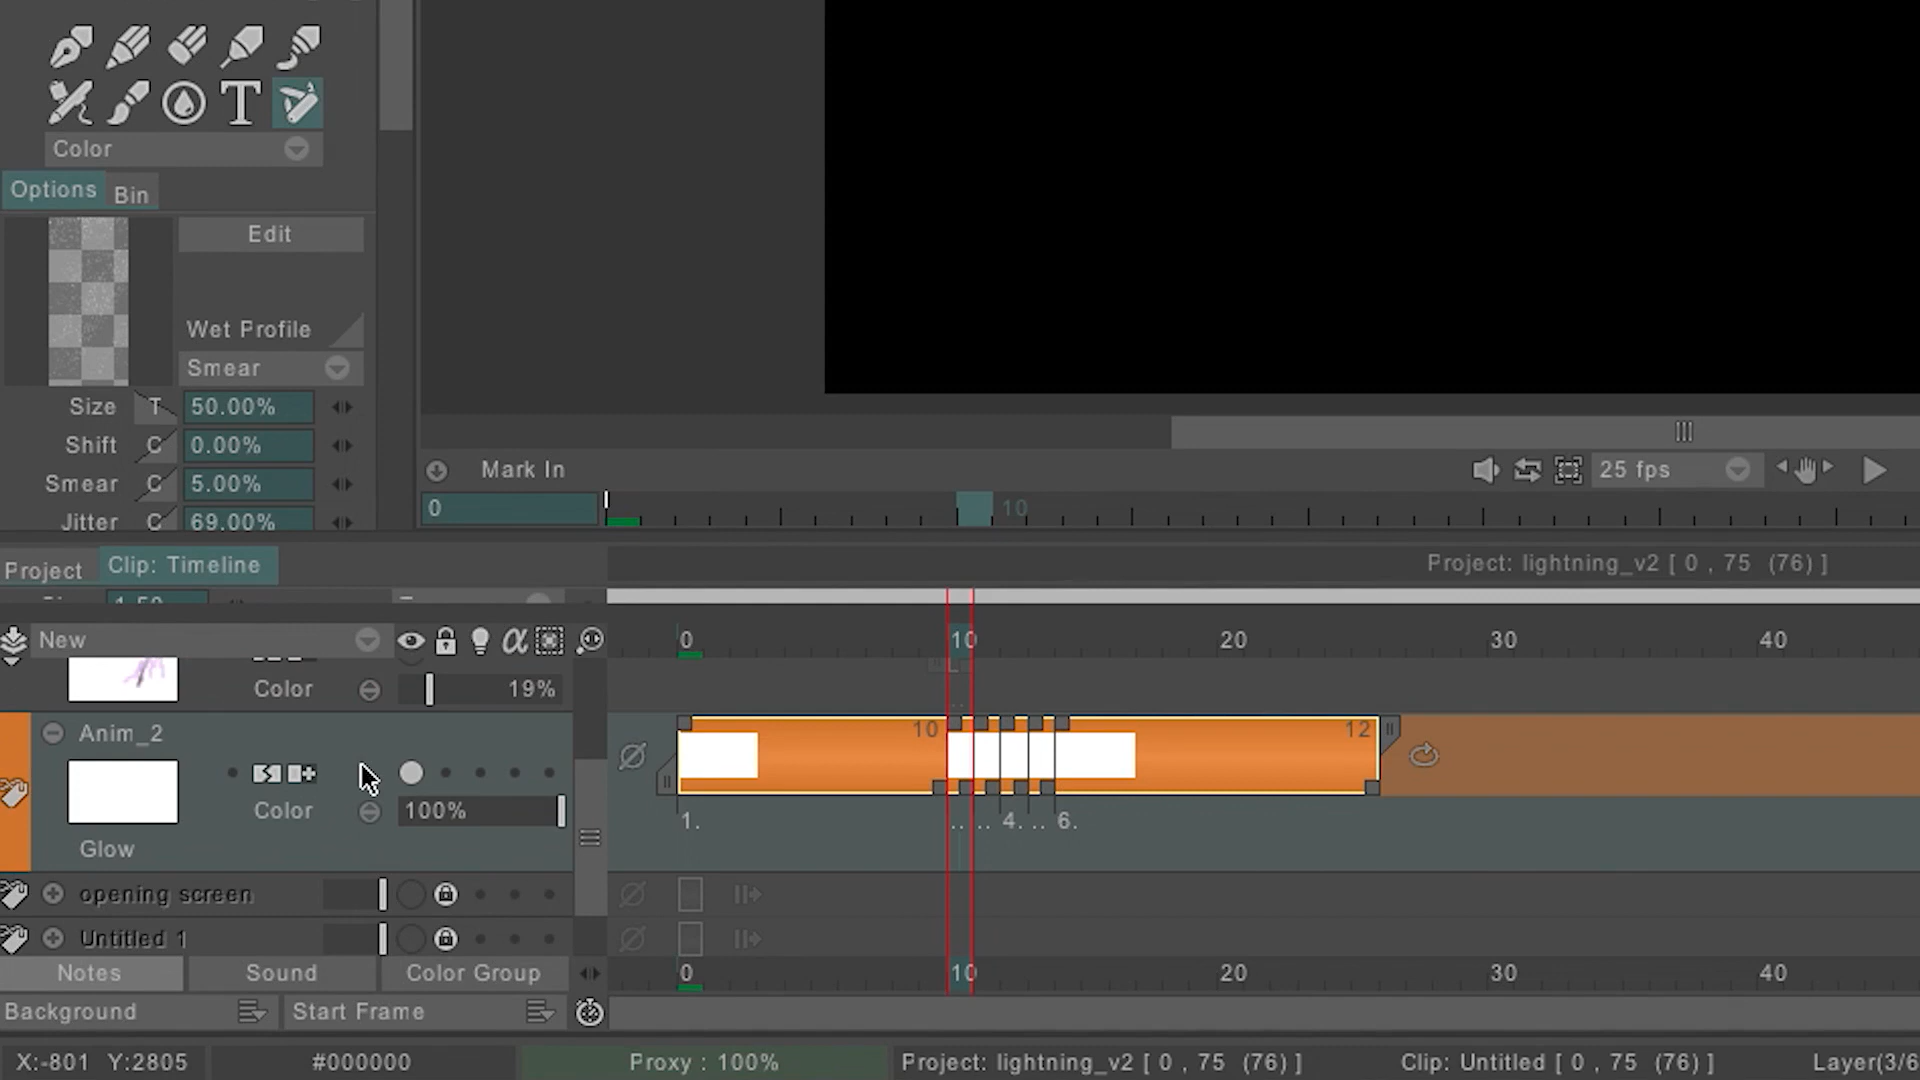 Color
Options Bin
Edit
Wet Profile
Smear
Size T 50.00%
Shift C 0.00%
Smear C 5.00%
Jitter C 69.00%
Mark In
25 fps
0 10
Project Clip: Timeline
Project: lightning_v2 [ 0 , 75 (76) ]
New
0 10 20 30 40
Color 19%
Anim_2
10 12
Color 100%
1. .. .. 4. .. 6.
Glow
opening screen
Untitled 1
Notes Sound Color Group
0 10 20 30 40
Background Start Frame
X:-801 Y:2805 #000000 Proxy : 100% Project: lightning_v2 [ 0 , 75 (76) ] Clip: Untitled [ 0 , 75 (76) ] Layer(3/6